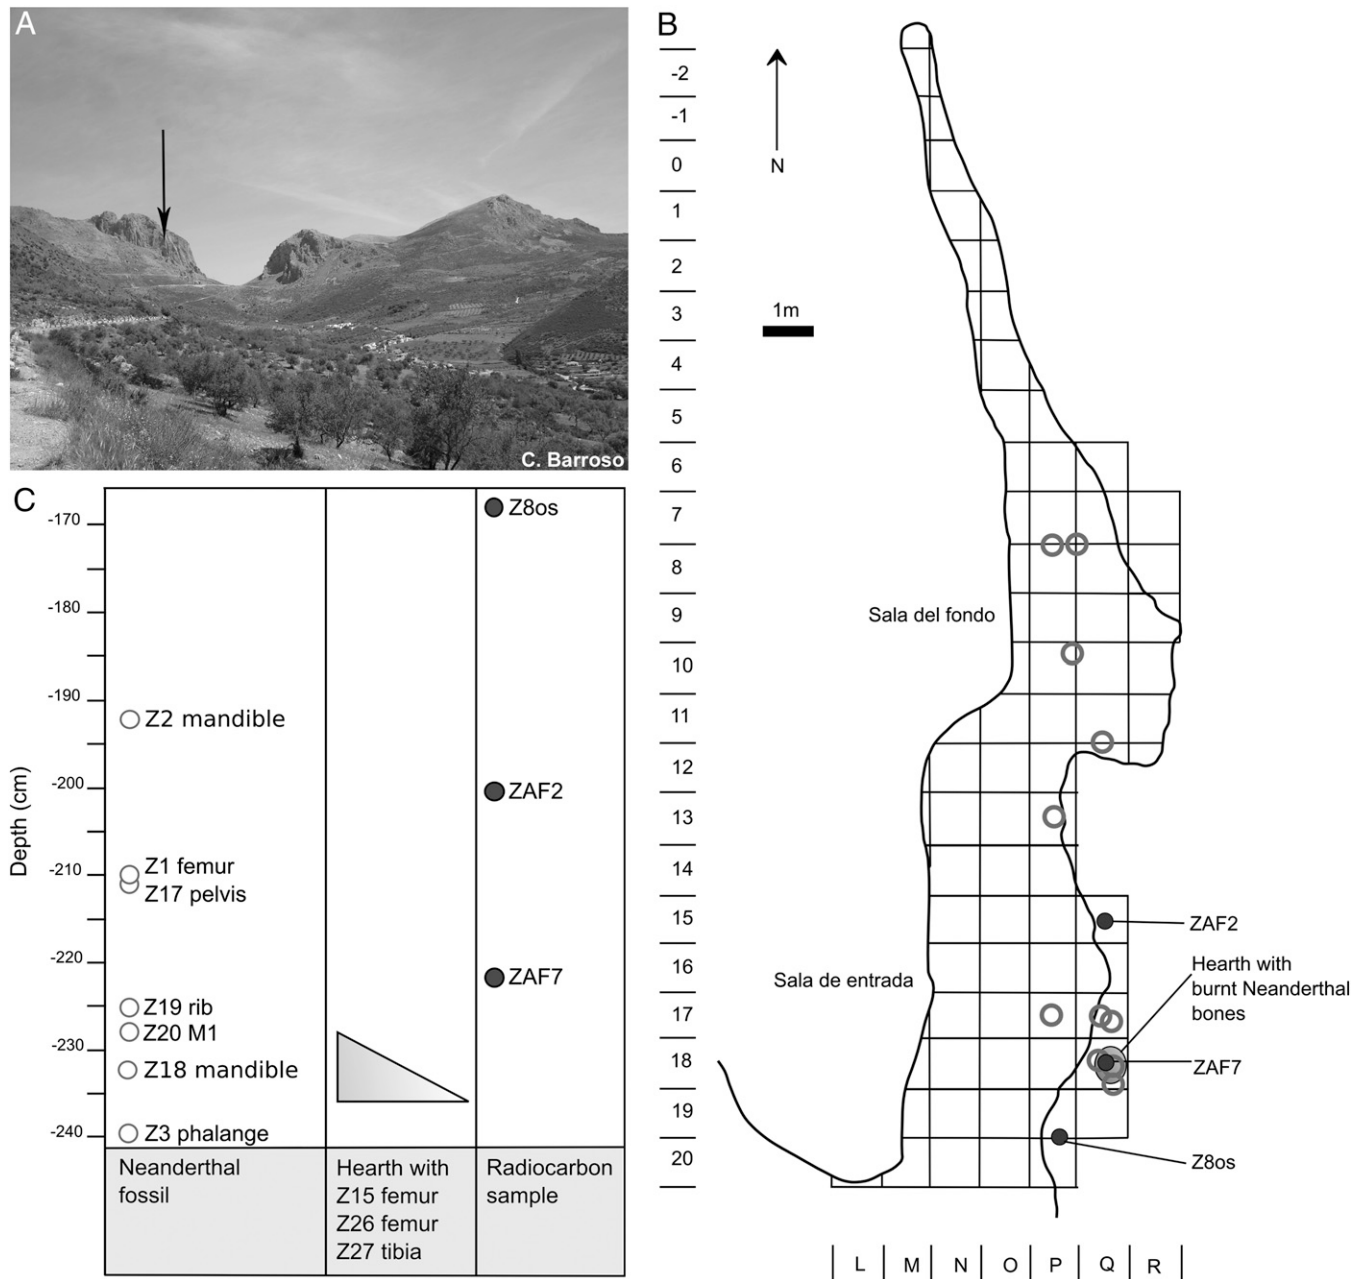 A
C. Barroso
B
-2
-1
0
1
2
3
4
5
6
7
8
9
10
11
12
13
14
15
16
17
18
19
20
N
1m
Sala del fondo
Sala de entrada
ZAF2
Hearth with
burnt Neanderthal
bones
ZAF7
Z8os
L M N O P Q R
C
Depth (cm)
-170
-180
-190
-200
-210
-220
-230
-240
Z2 mandible
Z1 femur
Z17 pelvis
Z19 rib
Z20 M1
Z18 mandible
Z3 phalange
Z8os
ZAF2
ZAF7
Neanderthal
fossil
Hearth with
Z15 femur
Z26 femur
Z27 tibia
Radiocarbon
sample